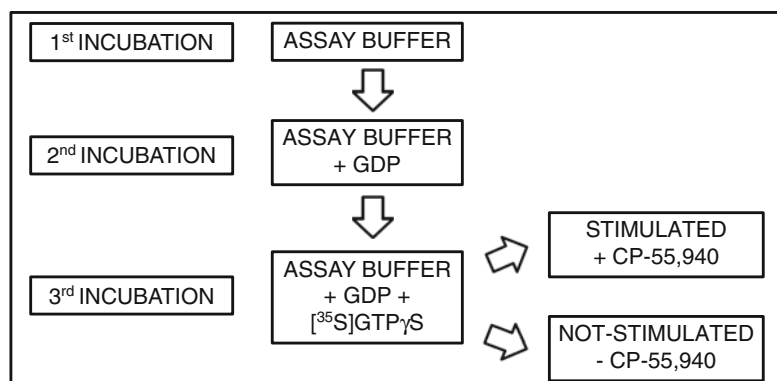 1st INCUBATION
ASSAY BUFFER
2nd INCUBATION
ASSAY BUFFER
+ GDP
3rd INCUBATION
ASSAY BUFFER
+ GDP +
[35S]GTPγS
STIMULATED
+ CP-55,940
NOT-STIMULATED
- CP-55,940